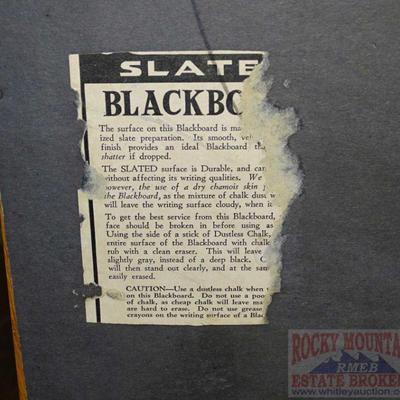 SLATE
BLACKBO
The surface on this Blackboard is ma
ized slate preparation. Its smooth, vel
finish provides an ideal Blackboard tha
shatter if dropped.
The SLATED surface is Durable, and can
without affecting its writing qualities. We
however, the use of a dry chamois skin
the Blackboard, as the mixture of chalk dust w
will leave the writing surface cloudy, when it
To get the best service from this Blackboard,
face should be broken in before using as
Using the side of a stick of Dustless Chalk,
entire surface of the Blackboard with chalk
rub with a clean eraser. This will leave
slightly gray, instead of a deep black.
will then stand out clearly, and at the sam
easily erased.
CAUTION—Use a dustless chalk when
on this Blackboard. Do not use a poo
of chalk, as cheap chalk will leave ma
are hard to erase. Do not use grease
crayons on the writing surface of a Blac
ROCKY MOUNTA
RMEB
ESTATE BROKE
www.whitleyauction.c